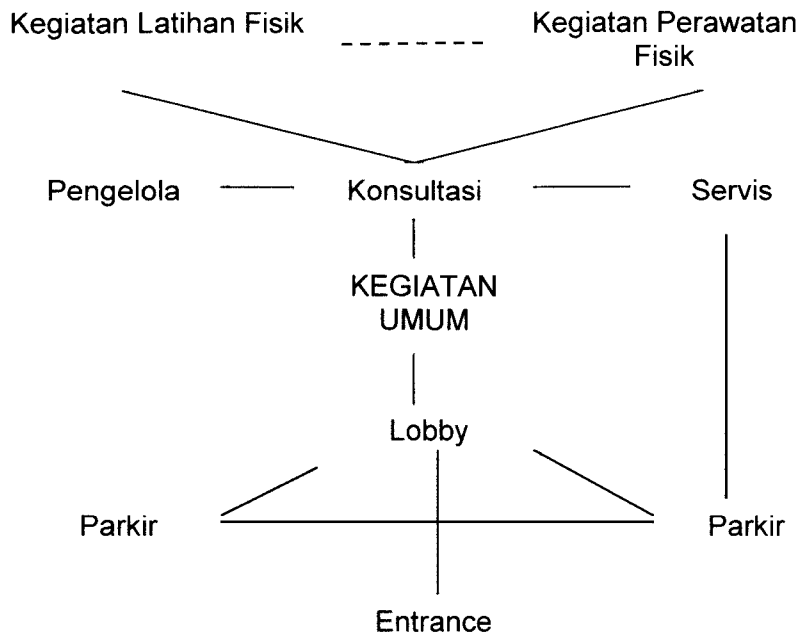 Kegiatan Latihan Fisik
Kegiatan Perawatan
Fisik
Pengelola
Konsultasi
Servis
KEGIATAN
UMUM
Lobby
Parkir
Parkir
Entrance